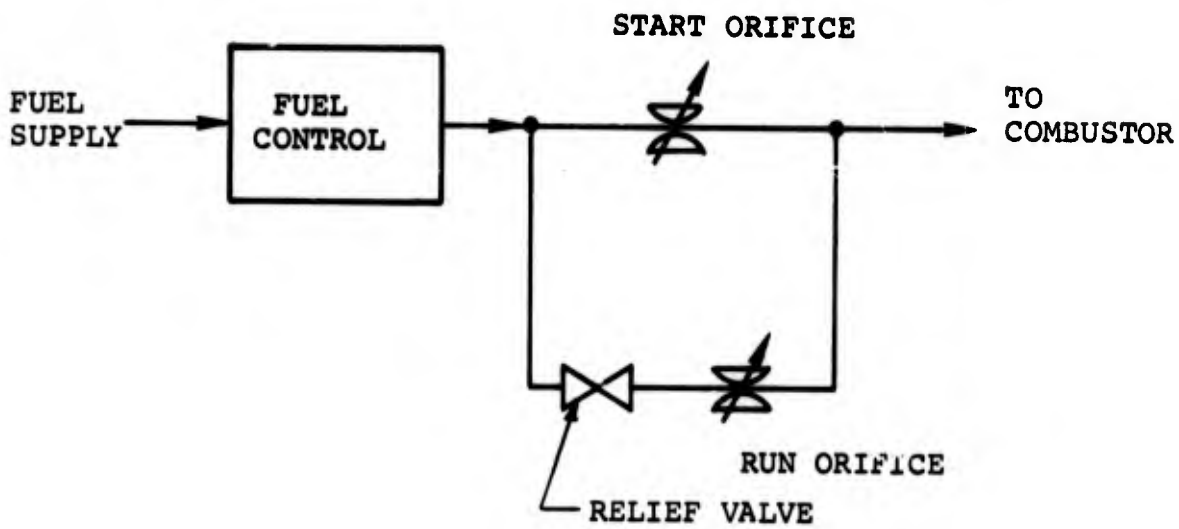 START ORIFICE
FUEL
SUPPLY
FUEL
CONTROL
TO
COMBUSTOR
RUN ORIFICE
RELIEF VALVE